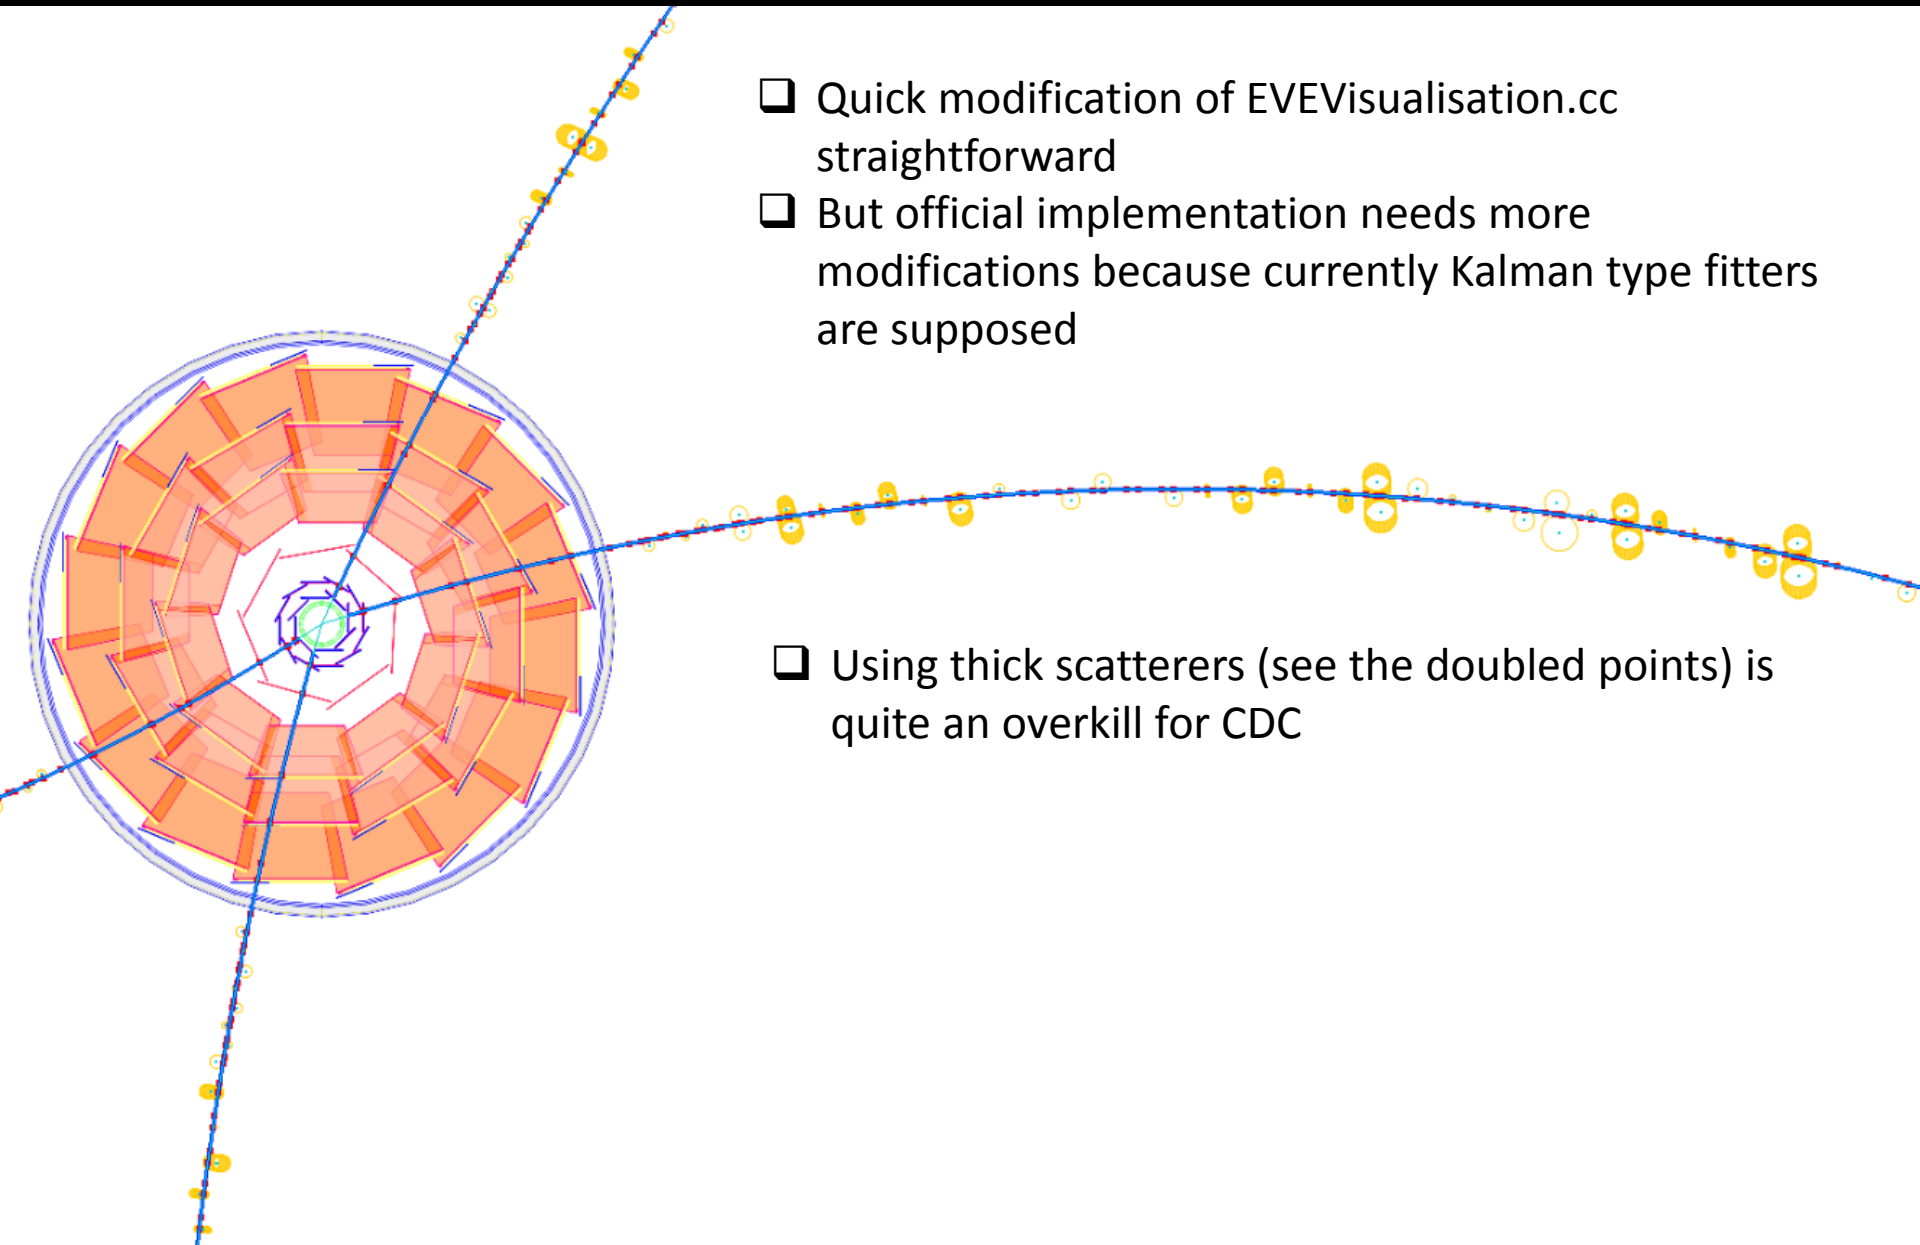 ❑ Quick modification of EVEVisualisation.cc
straightforward
❑ But official implementation needs more
modifications because currently Kalman type fitters
are supposed
❑ Using thick scatterers (see the doubled points) is
quite an overkill for CDC